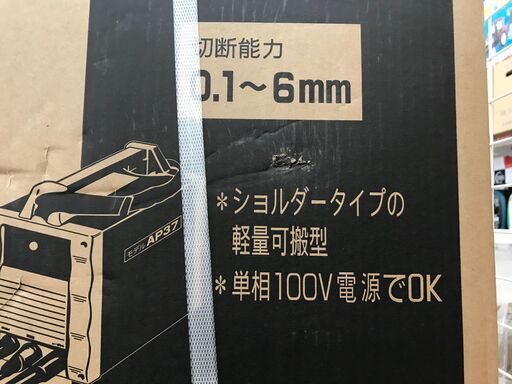 切断能力
0.1～6mm
モデル AP37
*ショルダータイプの
軽量可搬型
*単相100V電源でOK